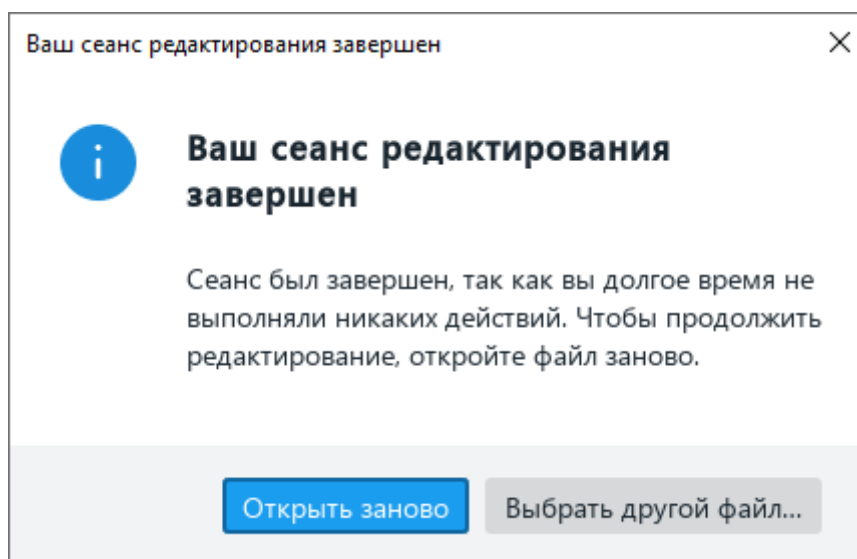 Ваш сеанс редактирования завершен
Ваш сеанс редактирования
завершен
Сеанс был завершен, так как вы долгое время не
выполняли никаких действий. Чтобы продолжить
редактирование, откройте файл заново.
Открыть заново
Выбрать другой файл...